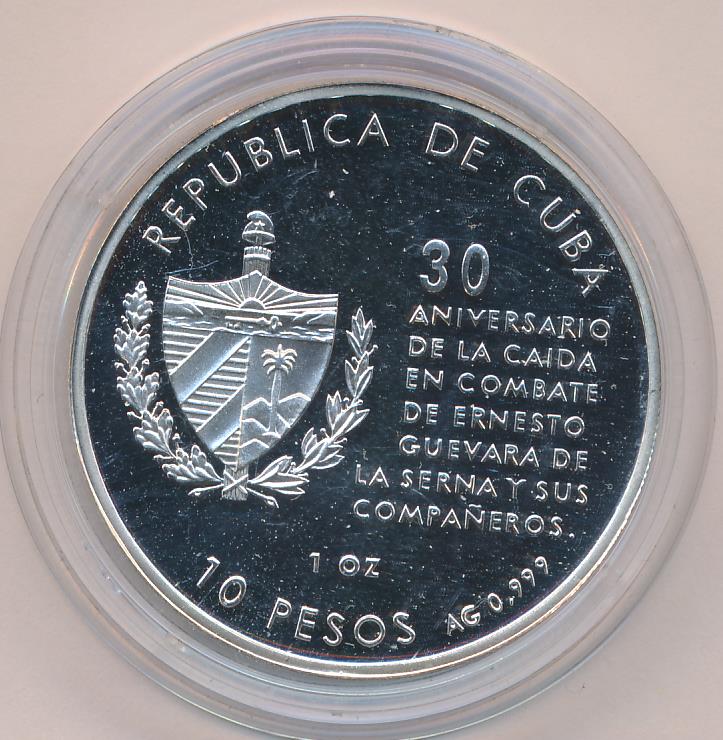 REPUBLICA DE CUBA
30
ANIVERSARIO
DE LA CAIDA
EN COMBATE
DE ERNESTO
GUEVARA DE
LA SERNA Y SUS
COMPAÑEROS.
1 OZ
10 PESOS AG 0,999